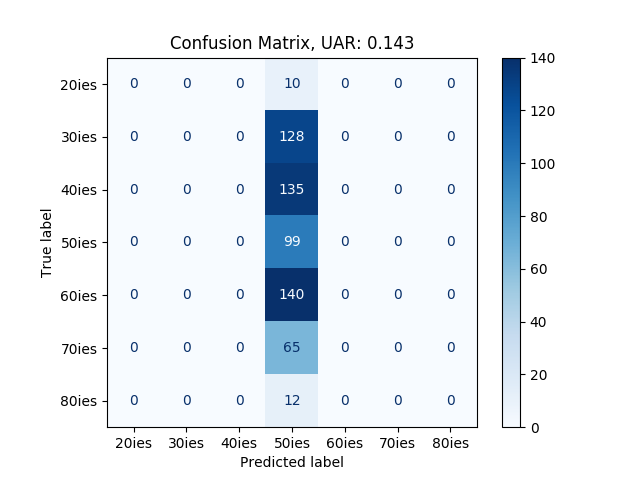 Confusion Matrix, UAR: 0.143
True label
20ies 0 0 0 10 0 0 0
30ies 0 0 0 128 0 0 0
40ies 0 0 0 135 0 0 0
50ies 0 0 0 99 0 0 0
60ies 0 0 0 140 0 0 0
70ies 0 0 0 65 0 0 0
80ies 0 0 0 12 0 0 0
20ies 30ies 40ies 50ies 60ies 70ies 80ies
Predicted label
140
120
100
80
60
40
20
0